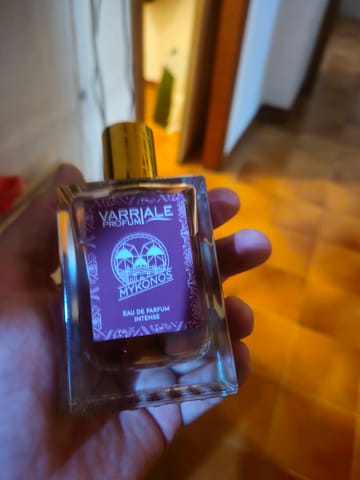 VARRIALE
PROFUMI
MYKONOS
EAU DE PARFUM
INTENSE